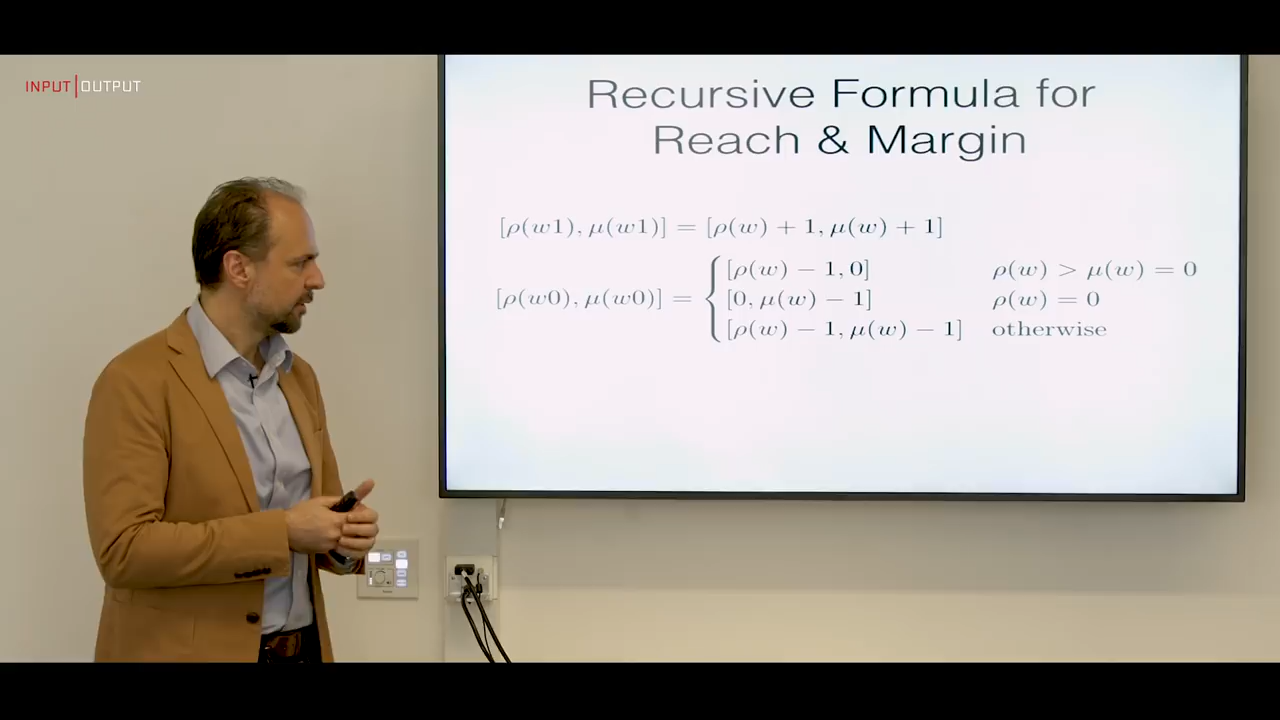 INPUT|OUTPUT
Recursive Formula for
Reach & Margin
[ρ(w1), μ(w1)] = [ρ(w) + 1, μ(w) + 1]
[ρ(w) − 1, 0] ρ(w) > μ(w) = 0
[ρ(w0), μ(w0)] = { [0, μ(w) − 1] ρ(w) = 0
[ρ(w) − 1, μ(w) − 1] otherwise